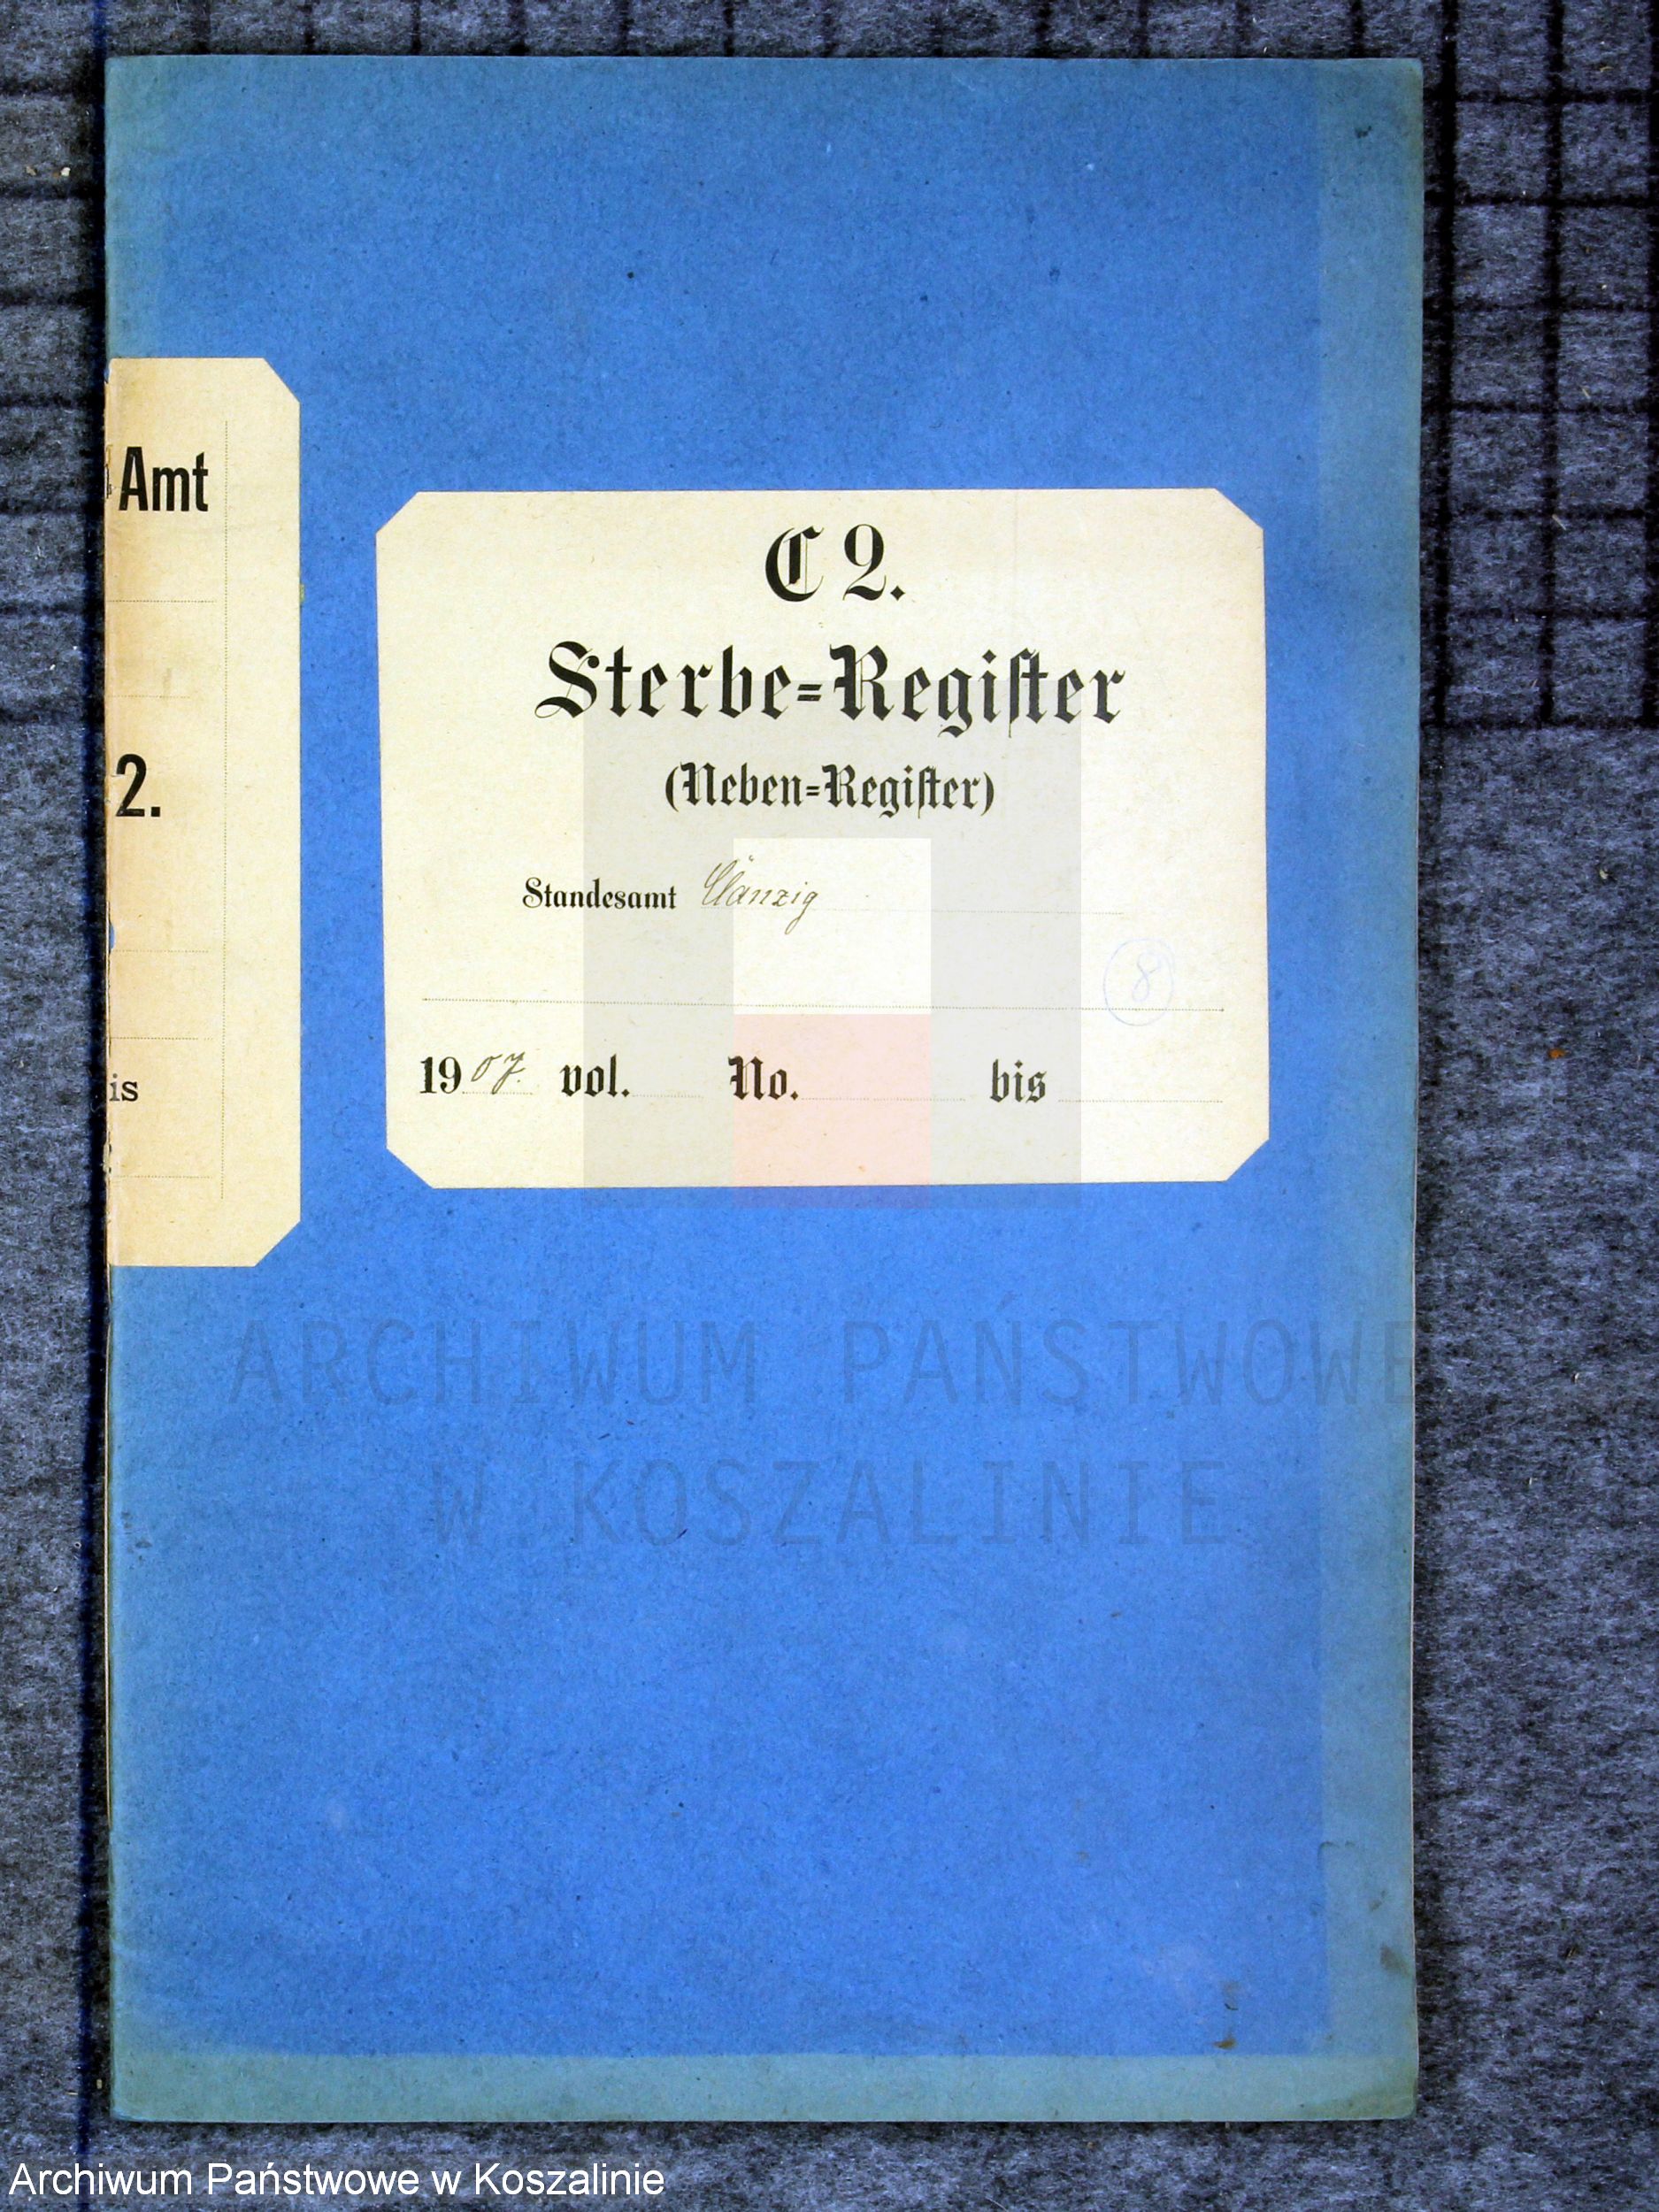 Amt
2.
is
C 2.
Sterbe=Regiſter
(Neben=Regiſter)
Standesamt Clanzig
8
1907. vol. No. bis
ARCHIWUM PAŃSTWOWE
W KOSZALINIE
Archiwum Państwowe w Koszalinie